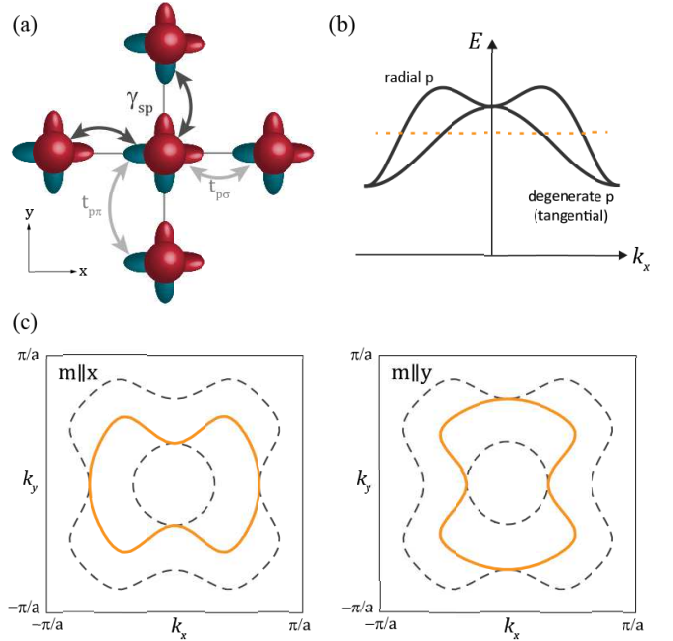 (a)
γsp
tpπ
tpσ
y
x
(b)
E
radial p
degenerate p
(tangential)
kx
(c)
π/a
m||x
ky
−π/a
−π/a
kx
π/a
π/a
m||y
ky
−π/a
−π/a
kx
π/a